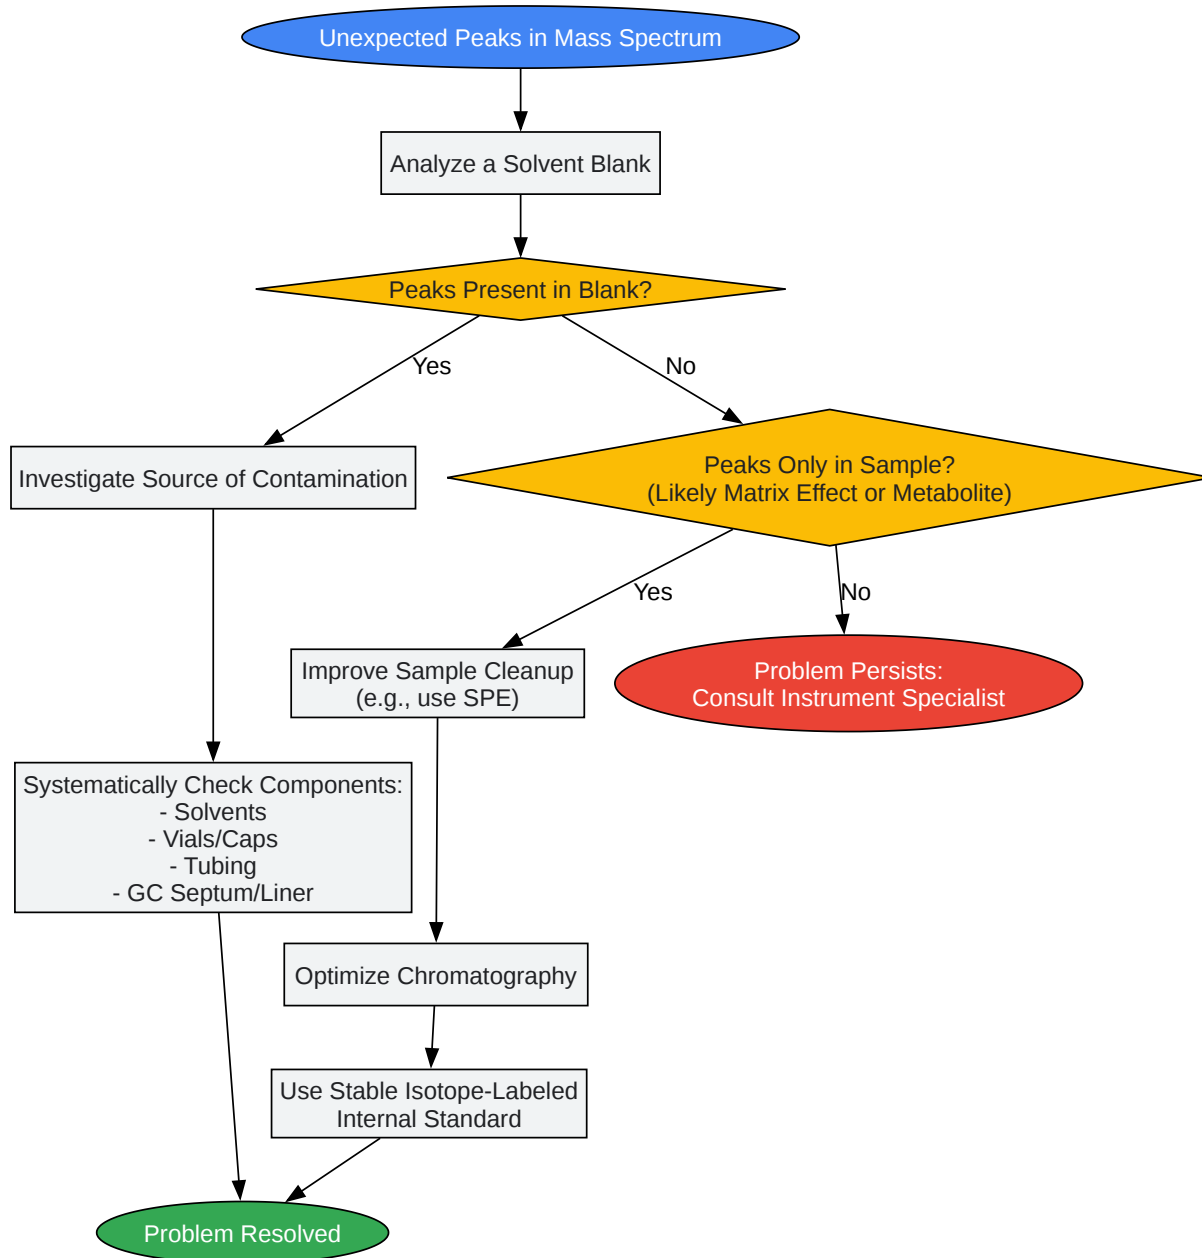 Unexpected Peaks in Mass Spectrum
Analyze a Solvent Blank
Peaks Present in Blank?
Yes
No
Investigate Source of Contamination
Peaks Only in Sample?
(Likely Matrix Effect or Metabolite)
Yes
No
Improve Sample Cleanup
(e.g., use SPE)
Problem Persists:
Consult Instrument Specialist
Systematically Check Components:
- Solvents
- Vials/Caps
- Tubing
- GC Septum/Liner
Optimize Chromatography
Use Stable Isotope-Labeled
Internal Standard
Problem Resolved